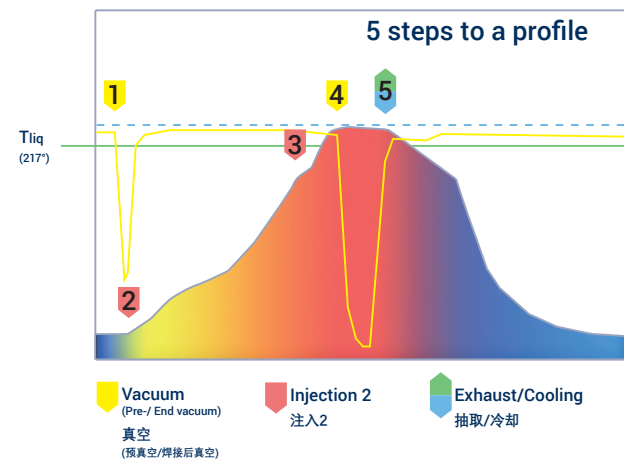 5 steps to a profile
1
4
5
Tliq
(217°)
3
2
Vacuum
(Pre-/ End vacuum)
真空
(预真空/焊接后真空)
Injection 2
注入2
Exhaust/Cooling
抽取/冷却